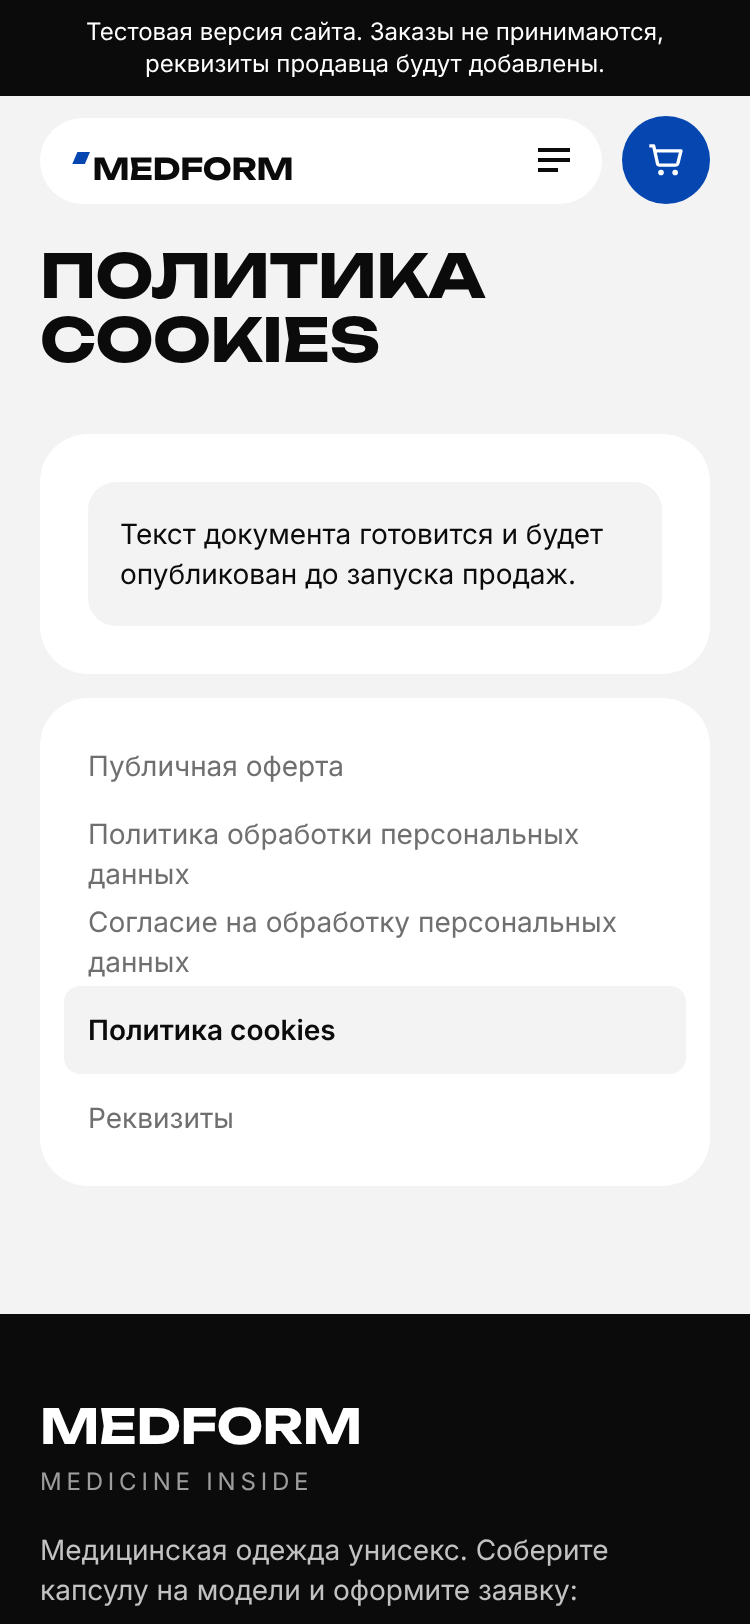 Тестовая версия сайта. Заказы не принимаются,
реквизиты продавца будут добавлены.
MEDFORM
ПОЛИТИКА
COOKIES
Текст документа готовится и будет
опубликован до запуска продаж.
Публичная оферта
Политика обработки персональных
данных
Согласие на обработку персональных
данных
Политика cookies
Реквизиты
MEDFORM
MEDICINE INSIDE
Медицинская одежда унисекс. Соберите
капсулу на модели и оформите заявку: